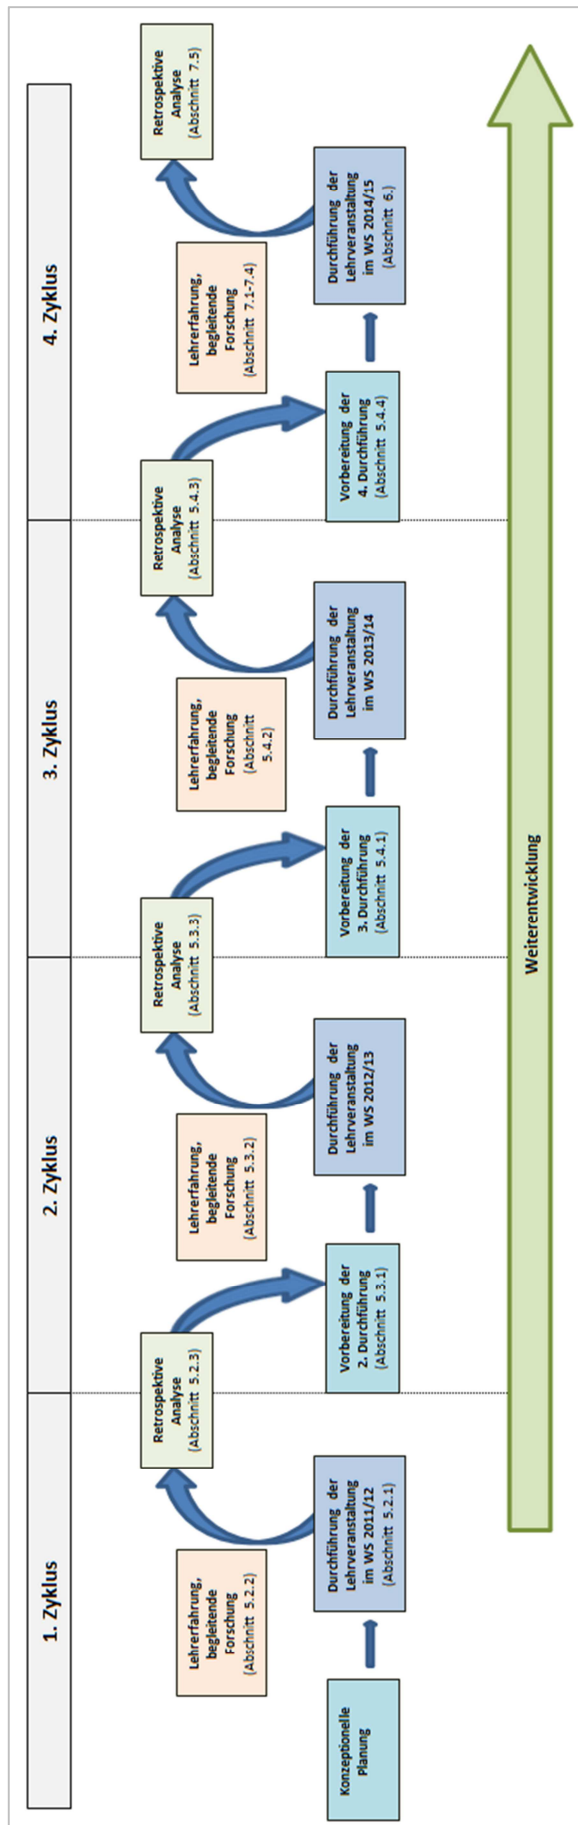 1. Zyklus
2. Zyklus
3. Zyklus
4. Zyklus
Konzeptionelle
Planung
Durchführung der
Lehrveranstaltung
im WS 2011/12
(Abschnitt 5.2.1)
Lehrerfahrung,
begleitende
Forschung
(Abschnitt 5.2.2)
Retrospektive
Analyse
(Abschnitt 5.2.3)
Vorbereitung der
2. Durchführung
(Abschnitt 5.3.1)
Durchführung der
Lehrveranstaltung
im WS 2012/13
Lehrerfahrung,
begleitende
Forschung
(Abschnitt 5.3.2)
Retrospektive
Analyse
(Abschnitt 5.3.3)
Vorbereitung der
3. Durchführung
(Abschnitt 5.4.1)
Durchführung der
Lehrveranstaltung
im WS 2013/14
Lehrerfahrung,
begleitende
Forschung
(Abschnitt
5.4.2)
Retrospektive
Analyse
(Abschnitt 5.4.3)
Vorbereitung der
4. Durchführung
(Abschnitt 5.4.4)
Durchführung der
Lehrveranstaltung
im WS 2014/15
(Abschnitt 6.)
Lehrerfahrung,
begleitende
Forschung
(Abschnitt 7.1-7.4)
Retrospektive
Analyse
(Abschnitt 7.5)
Weiterentwicklung